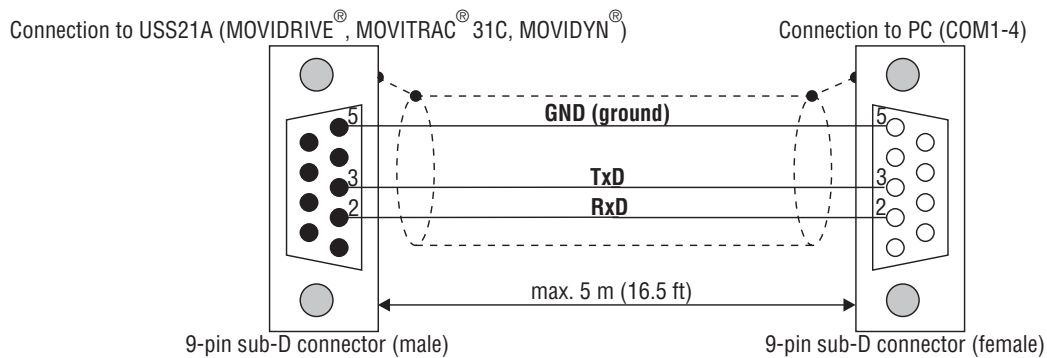 Connection to USS21A (MOVIDRIVE®, MOVITRAC® 31C, MOVIDYN®)
Connection to PC (COM1-4)
5 GND (ground) 5
3 TxD 3
2 RxD 2
max. 5 m (16.5 ft)
9-pin sub-D connector (male)
9-pin sub-D connector (female)